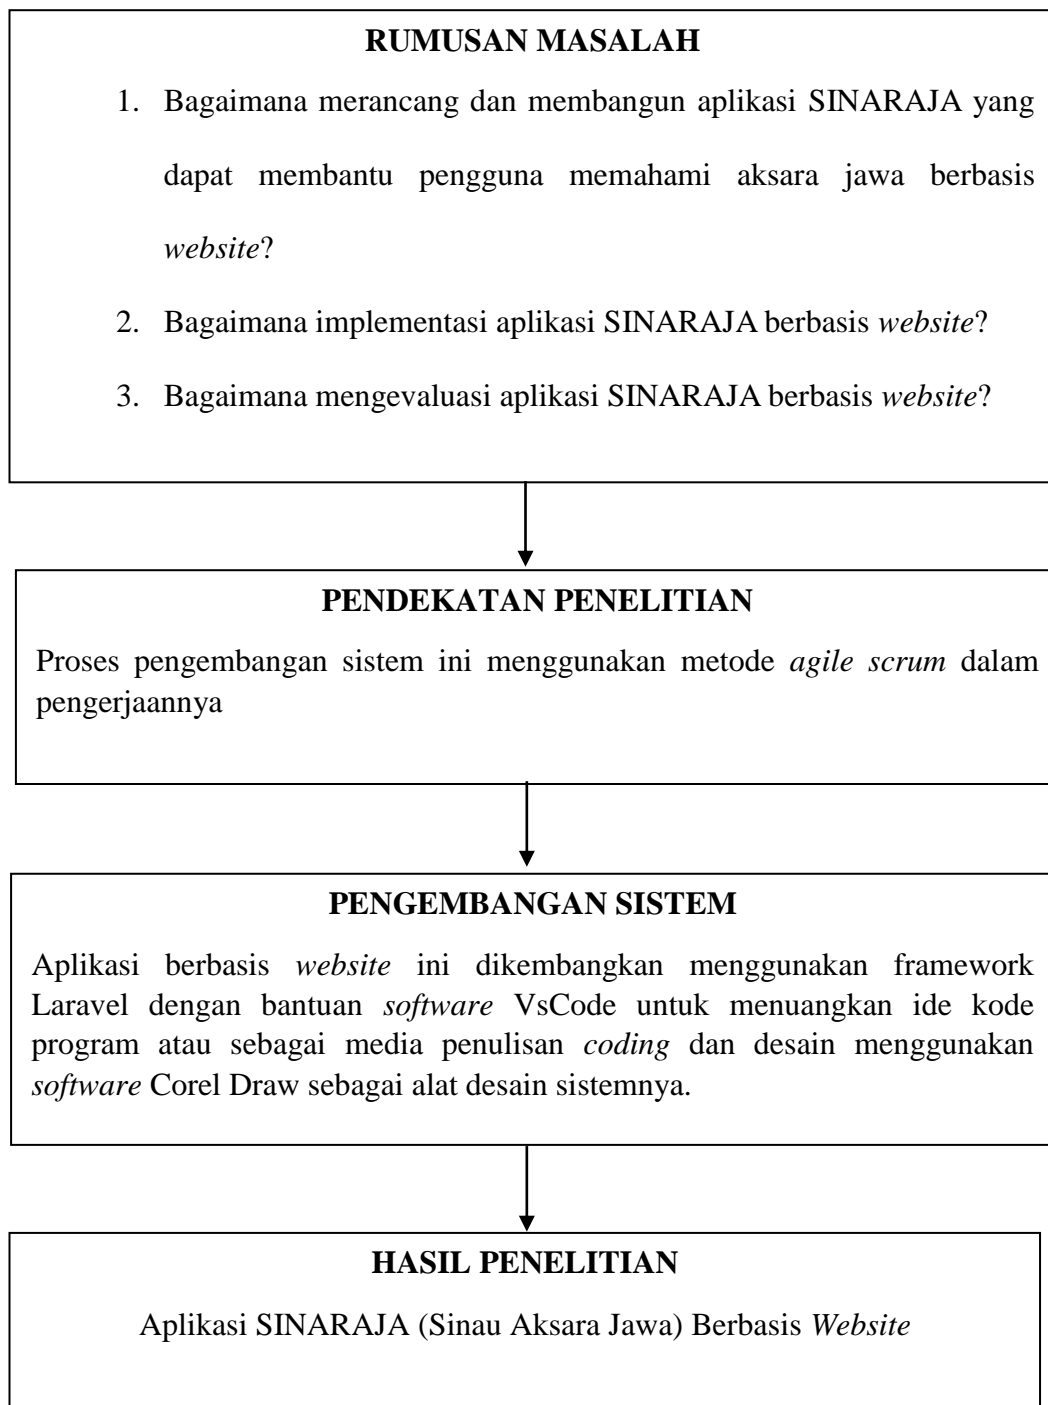 RUMUSAN MASALAH
1. Bagaimana merancang dan membangun aplikasi SINARAJA yang
dapat membantu pengguna memahami aksara jawa berbasis
website?
2. Bagaimana implementasi aplikasi SINARAJA berbasis website?
3. Bagaimana mengevaluasi aplikasi SINARAJA berbasis website?
PENDEKATAN PENELITIAN
Proses pengembangan sistem ini menggunakan metode agile scrum dalam
pengerjaannya
PENGEMBANGAN SISTEM
Aplikasi berbasis website ini dikembangkan menggunakan framework
Laravel dengan bantuan software VsCode untuk menuangkan ide kode
program atau sebagai media penulisan coding dan desain menggunakan
software Corel Draw sebagai alat desain sistemnya.
HASIL PENELITIAN
Aplikasi SINARAJA (Sinau Aksara Jawa) Berbasis Website